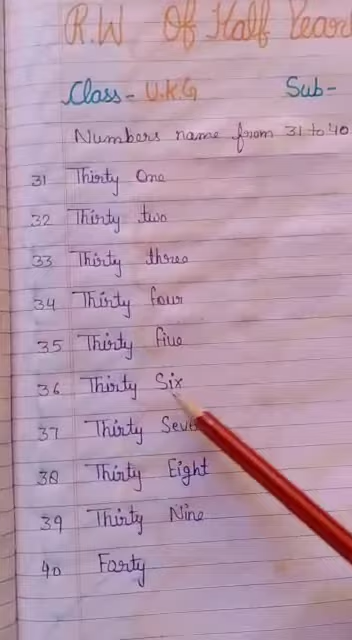 R.W Of Half Year
Class - U.K.G Sub-
Numbers name from 31 to 40
31 Thirty One
32 Thirty two
33 Thirty three
34 Thirty four
35 Thirty five
36 Thirty Six
37 Thirty Seve
38 Thirty Eight
39 Thirty Nine
40 Forty